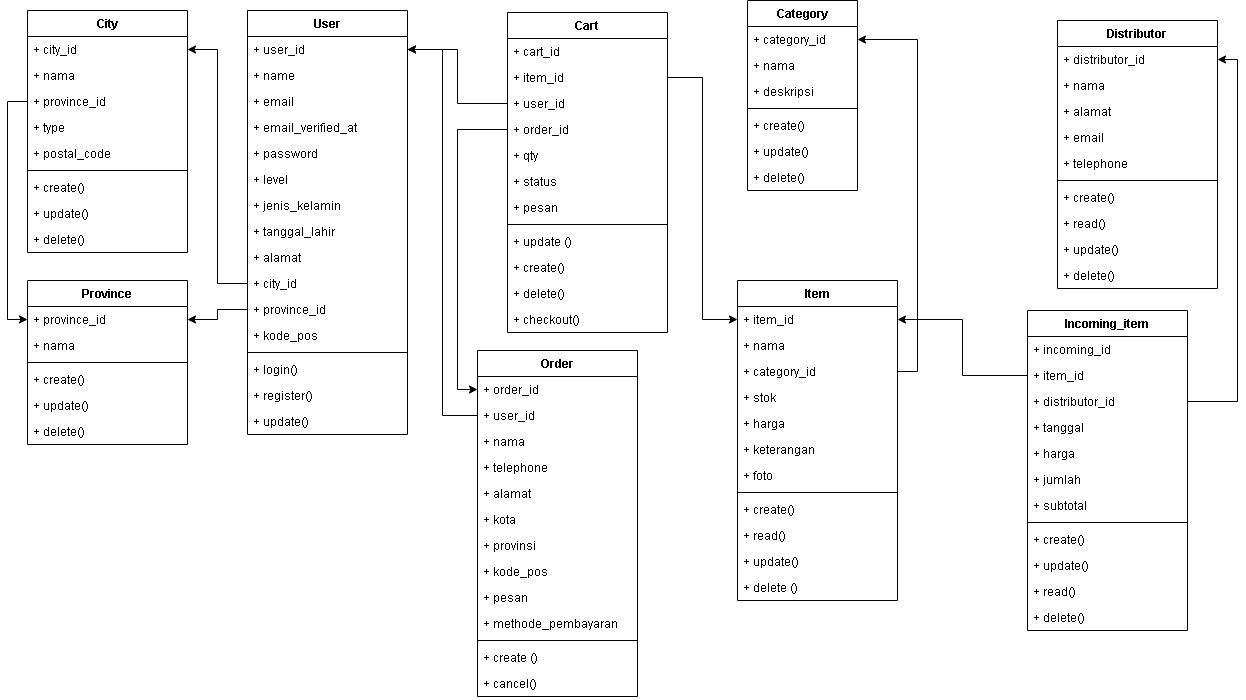 City
+ city_id
+ nama
+ province_id
+ type
+ postal_code
+ create()
+ update()
+ delete()
Province
+ province_id
+ nama
+ create()
+ update()
+ delete()
User
+ user_id
+ name
+ email
+ email_verified_at
+ password
+ level
+ jenis_kelamin
+ tanggal_lahir
+ alamat
+ city_id
+ province_id
+ kode_pos
+ login()
+ register()
+ update()
Cart
+ cart_id
+ item_id
+ user_id
+ order_id
+ qty
+ status
+ pesan
+ update ()
+ create()
+ delete()
+ checkout()
Order
+ order_id
+ user_id
+ nama
+ telephone
+ alamat
+ kota
+ provinsi
+ kode_pos
+ pesan
+ methode_pembayaran
+ create ()
+ cancel()
Category
+ category_id
+ nama
+ deskripsi
+ create()
+ update()
+ delete()
Item
+ item_id
+ nama
+ category_id
+ stok
+ harga
+ keterangan
+ foto
+ create()
+ read()
+ update()
+ delete ()
Distributor
+ distributor_id
+ nama
+ alamat
+ email
+ telephone
+ create()
+ read()
+ update()
+ delete()
Incoming_item
+ incoming_id
+ item_id
+ distributor_id
+ tanggal
+ harga
+ jumlah
+ subtotal
+ create()
+ update()
+ read()
+ delete()